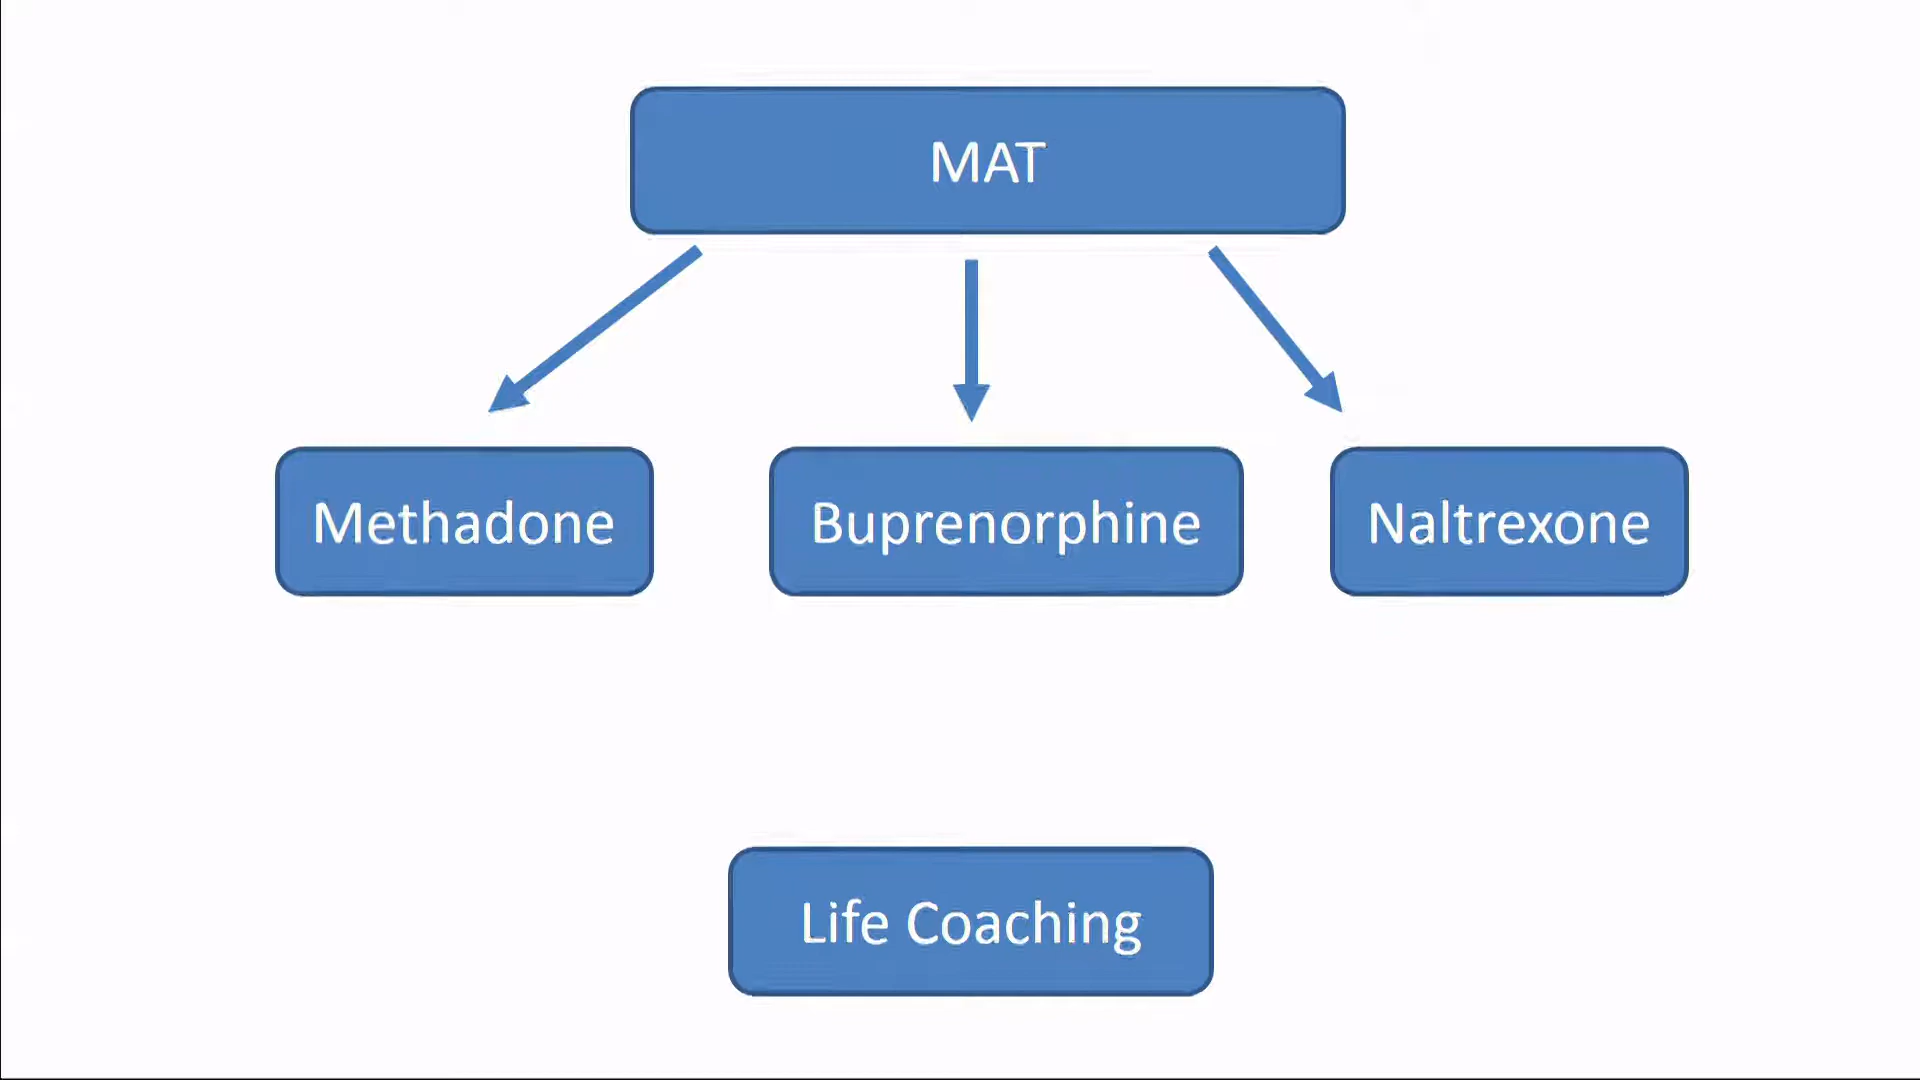 MAT
Methadone
Buprenorphine
Naltrexone
Life Coaching